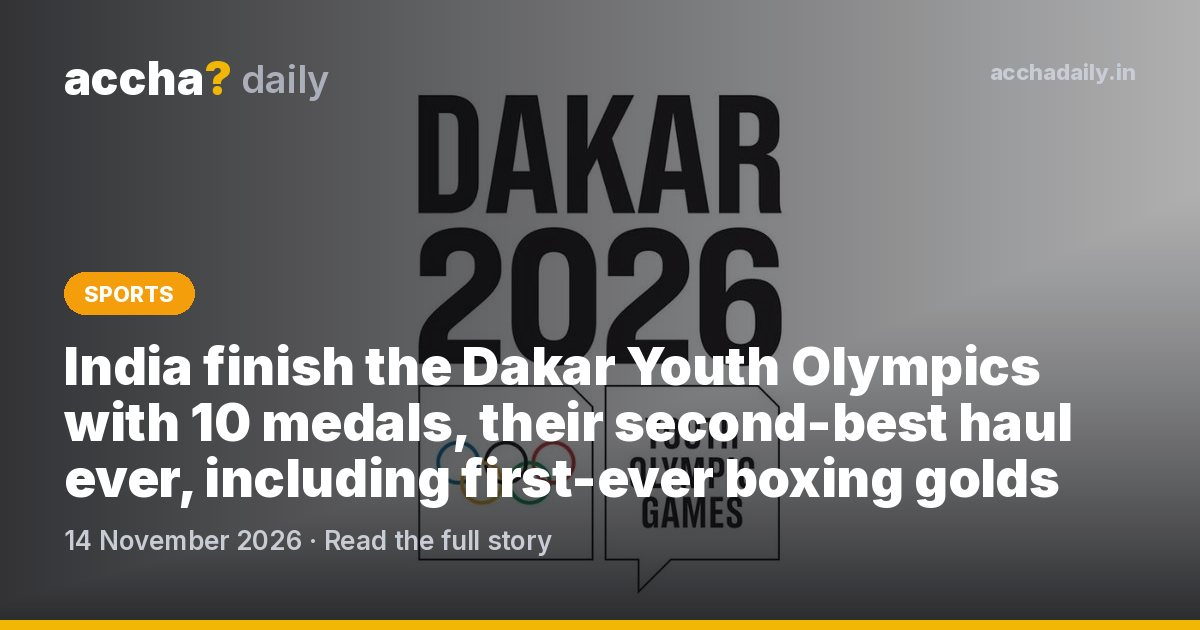 accha? daily
acchadaily.in
DAKAR
2026
SPORTS
India finish the Dakar Youth Olympics
with 10 medals, their second-best haul
ever, including first-ever boxing golds
YOUTH
OLYMPIC
GAMES
14 November 2026 · Read the full story